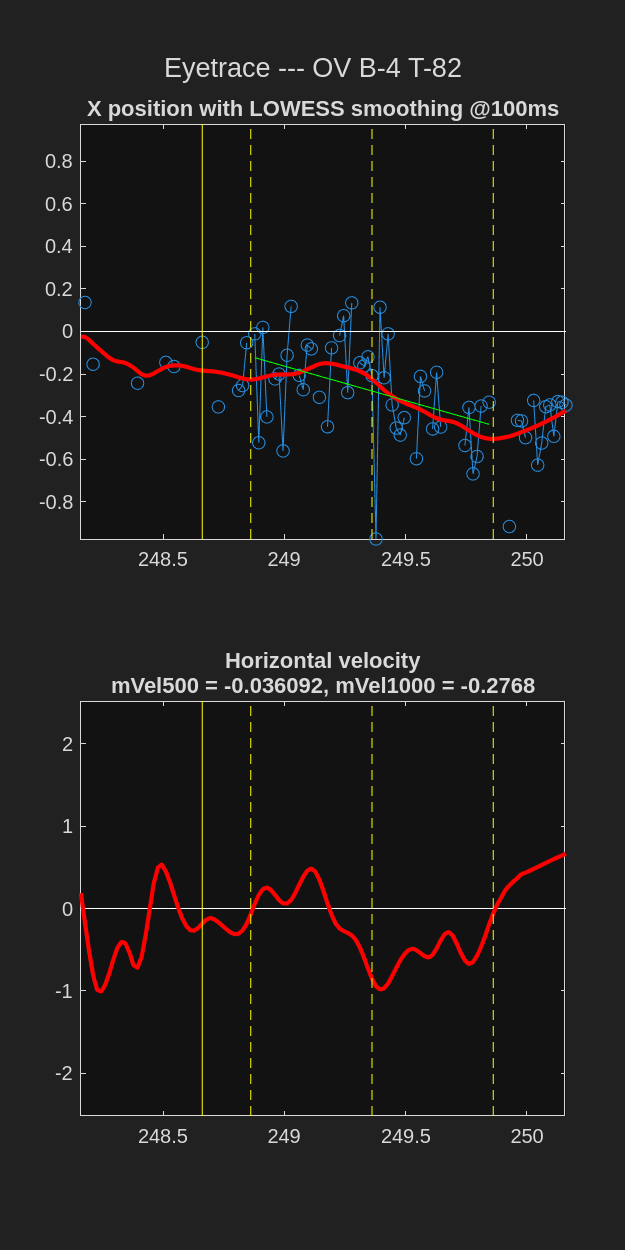 Eyetrace --- OV B-4 T-82
X position with LOWESS smoothing @100ms
0.8
0.6
0.4
0.2
0
-0.2
-0.4
-0.6
-0.8
248.5 249 249.5 250
Horizontal velocity
mVel500 = -0.036092, mVel1000 = -0.2768
2
1
0
-1
-2
248.5 249 249.5 250